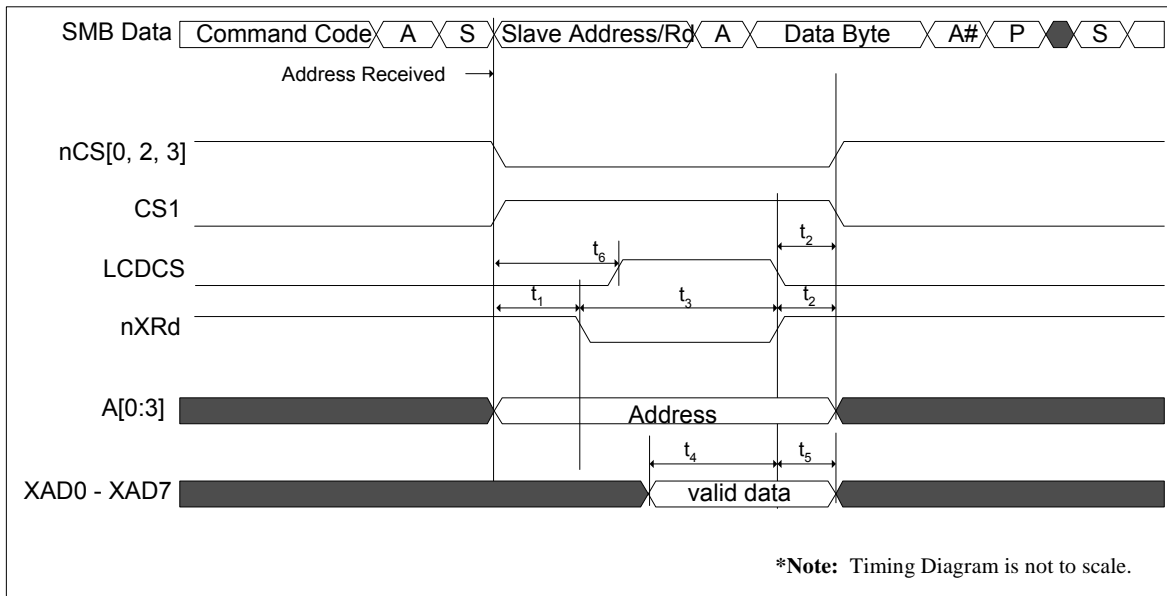 SMB Data Command Code A S Slave Address/Rd A Data Byte A# P S
Address Received
nCS[0, 2, 3]
CS1
t2
LCDCS t6
t1 t3 t2
nXRd
A[0:3] Address
t4 t5
XAD0 - XAD7 valid data
*Note: Timing Diagram is not to scale.